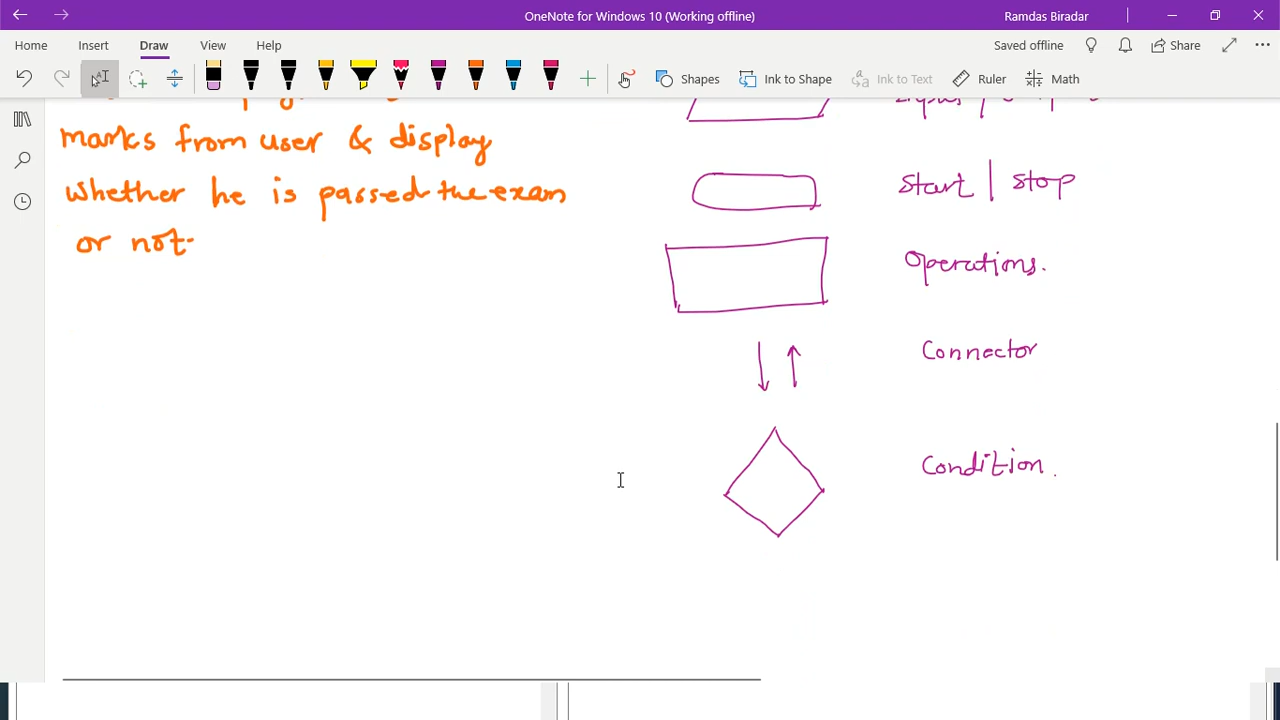 OneNote for Windows 10 (Working offline)
Ramdas Biradar
Home Insert Draw View Help
Saved offline
Share
Shapes
Ink to Shape
Ink to Text
Ruler
Math
marks from user & display
whether he is passed the exam
or not.
start | stop
Operations.
Connector
Condition.